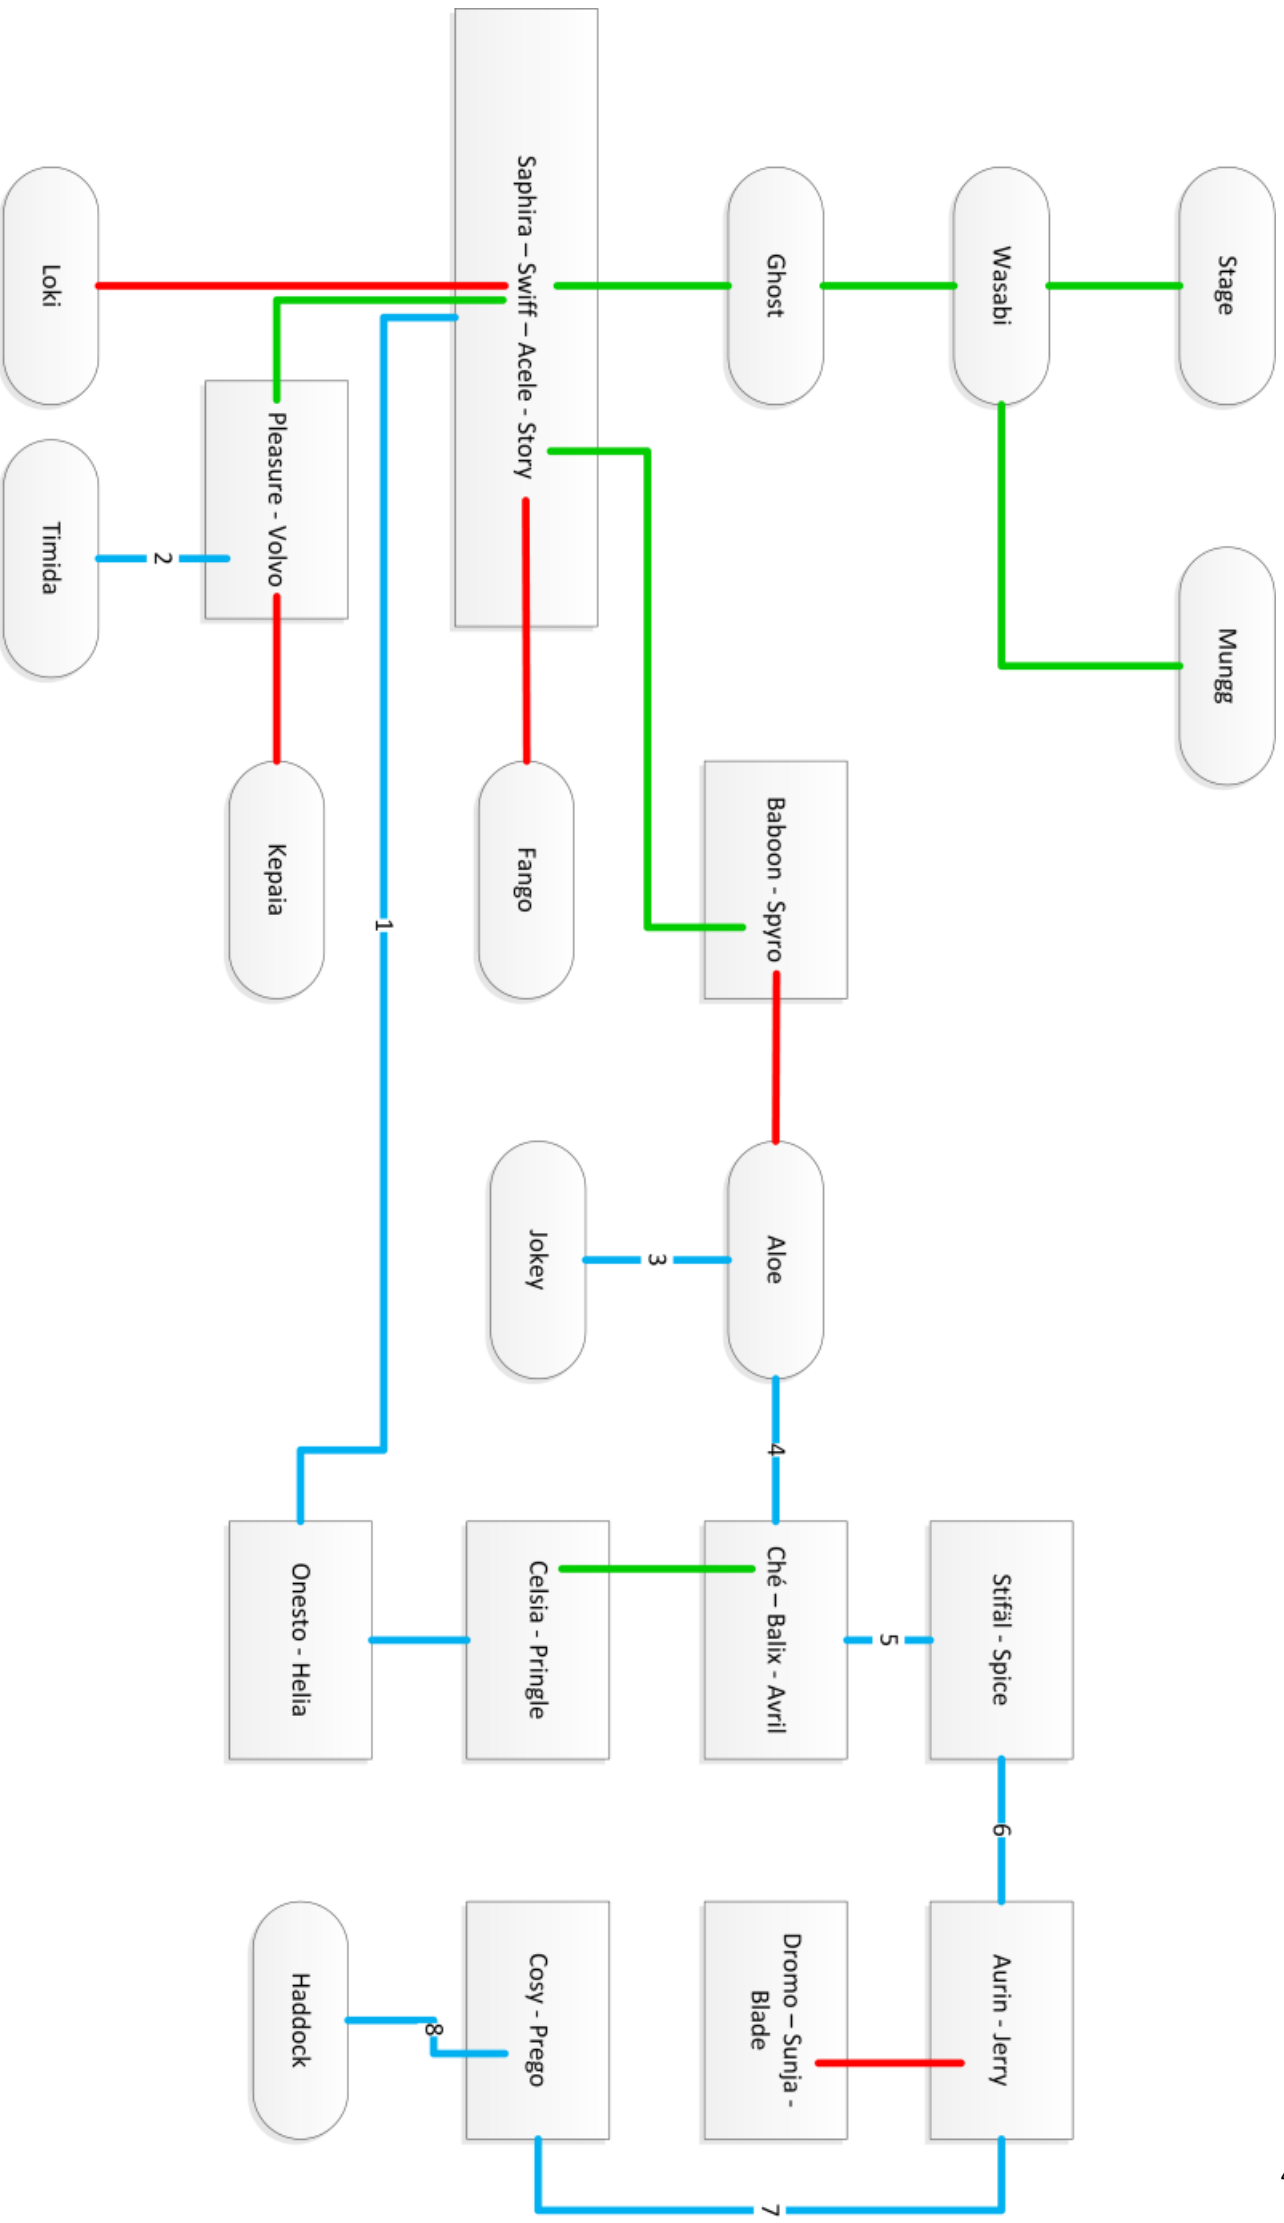 Stage
Mungg
Wasabi
Stifäl - Spice
Aurin - Jerry
6
5
Ghost
Baboon - Spyro
Aloe
4
Ché – Balix - Avril
Dromo – Sunja -
Blade
7
3
Saphira – Swiff – Acele - Story
Fango
Jokey
Celsia - Pringle
Cosy - Prego
8
1
Pleasure - Volvo
Kepaia
Onesto - Helia
Haddock
2
Loki
Timida